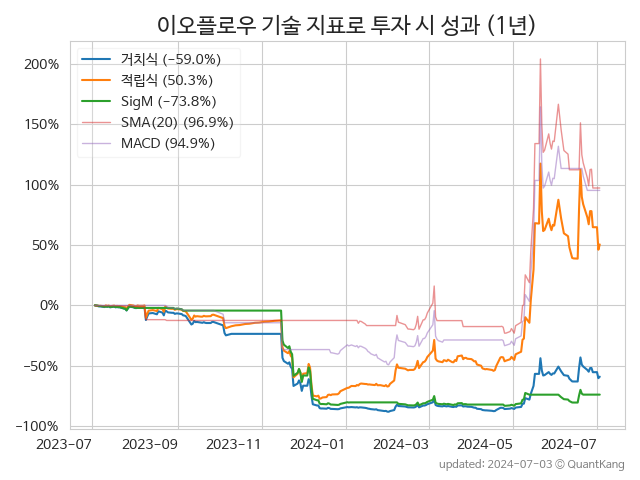 이오플로우 기술 지표로 투자 시 성과 (1년)
거치식 (−59.0%)
적립식 (50.3%)
SigM (−73.8%)
SMA(20) (96.9%)
MACD (94.9%)
200%
150%
100%
50%
0%
−50%
−100%
2023-07 2023-09 2023-11 2024-01 2024-03 2024-05 2024-07
updated: 2024-07-03 © QuantKang